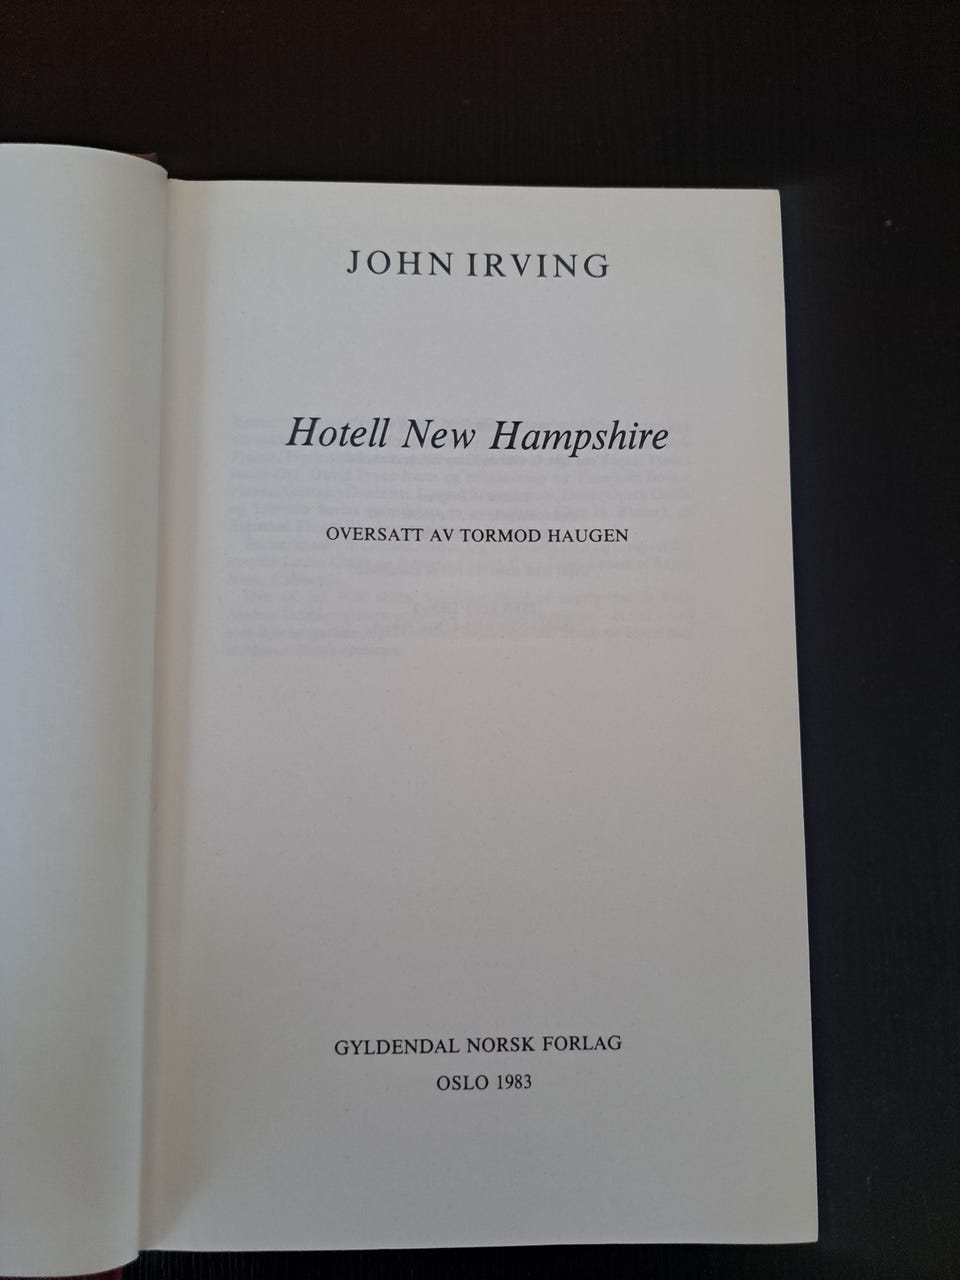 JOHN IRVING
Hotell New Hampshire
OVERSATT AV TORMOD HAUGEN
GYLDENDAL NORSK FORLAG
OSLO 1983